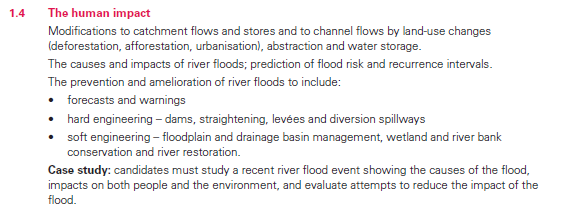 1.4 The human impact
Modifications to catchment flows and stores and to channel flows by land-use changes
(deforestation, afforestation, urbanisation), abstraction and water storage.
The causes and impacts of river floods; prediction of flood risk and recurrence intervals.
The prevention and amelioration of river floods to include:
• forecasts and warnings
• hard engineering – dams, straightening, levées and diversion spillways
• soft engineering – floodplain and drainage basin management, wetland and river bank
conservation and river restoration.
Case study: candidates must study a recent river flood event showing the causes of the flood,
impacts on both people and the environment, and evaluate attempts to reduce the impact of the
flood.